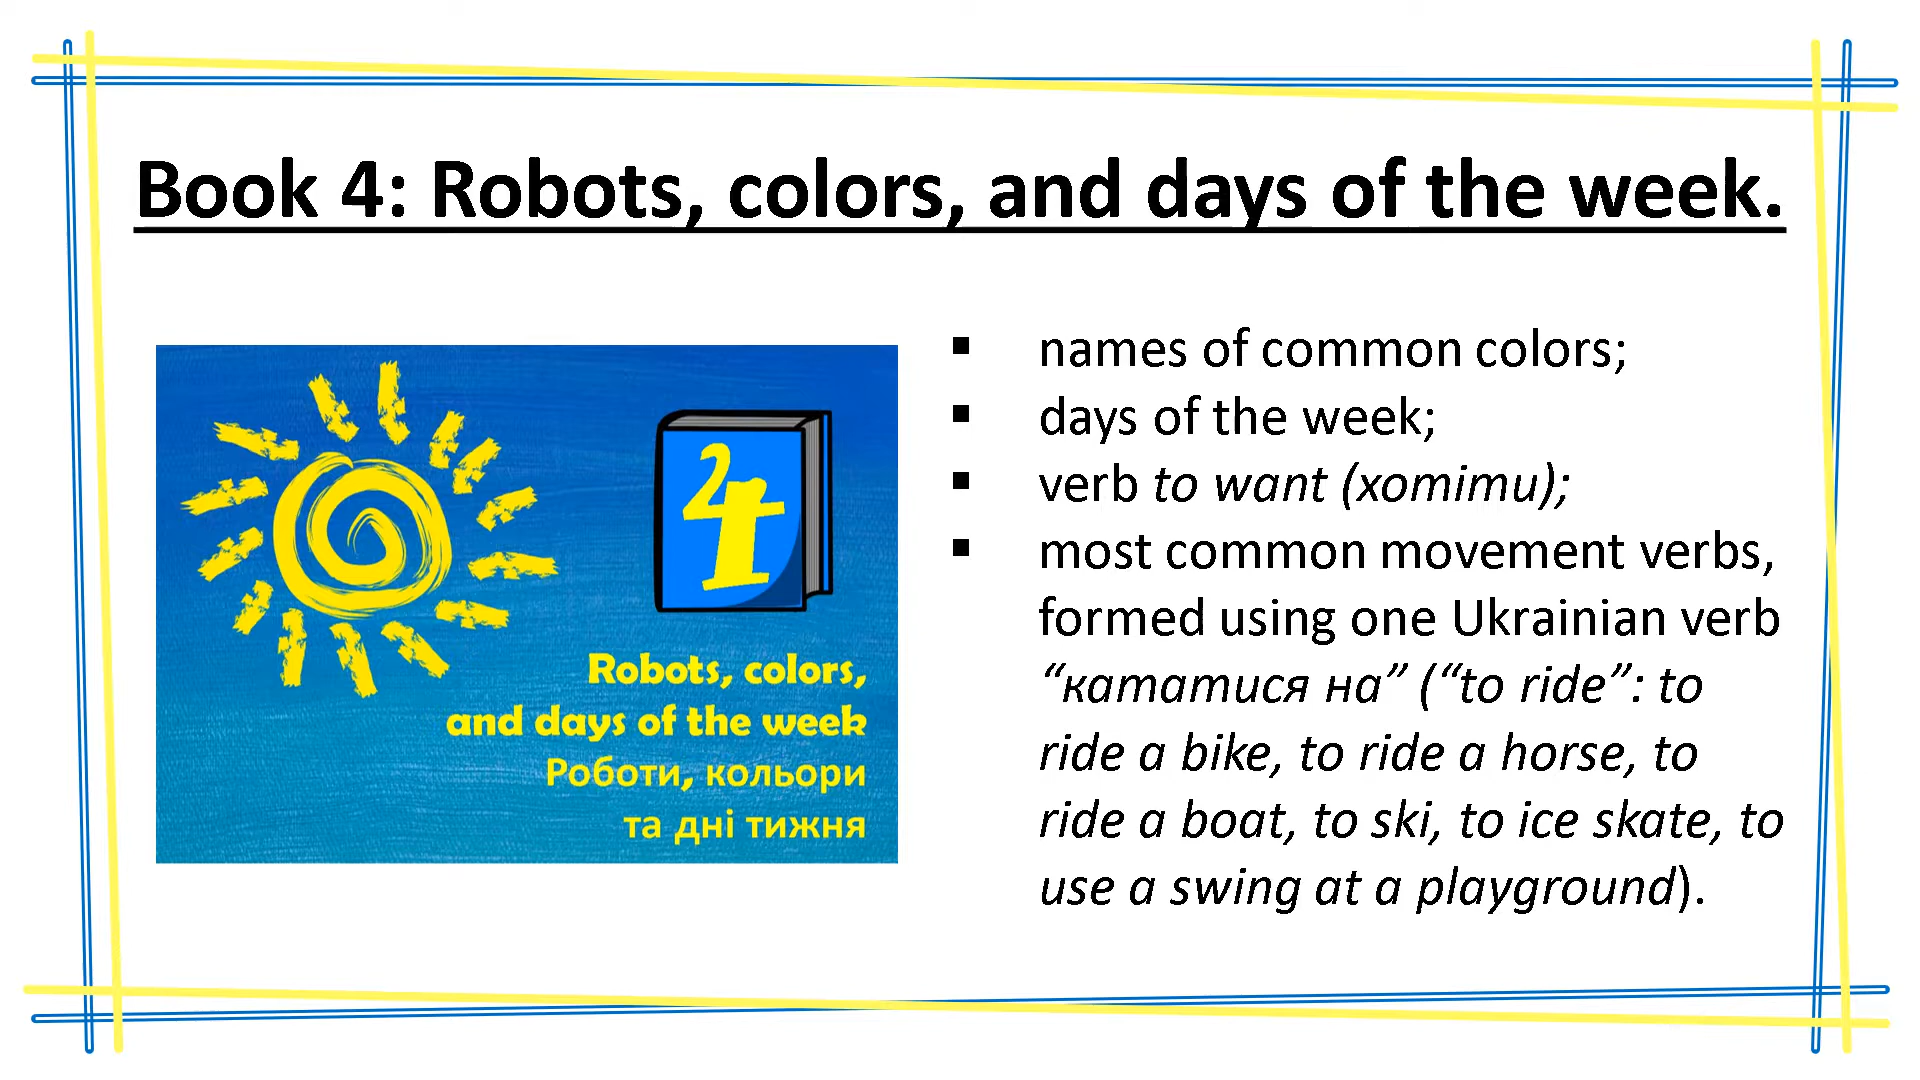 Book 4: Robots, colors, and days of the week.
4
Robots, colors,
and days of the week
Роботи, кольори
та дні тижня
▪ names of common colors;
▪ days of the week;
▪ verb to want (хотіти);
▪ most common movement verbs,
formed using one Ukrainian verb
“кататися на” (“to ride”: to
ride a bike, to ride a horse, to
ride a boat, to ski, to ice skate, to
use a swing at a playground).